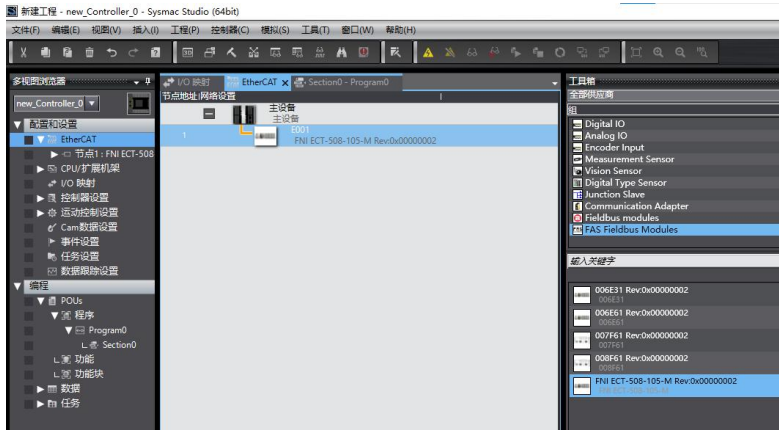 新建工程 - new_Controller_0 - Sysmac Studio (64bit)
文件(F) 编辑(E) 视图(V) 插入(I) 工程(P) 控制器(C) 模拟(S) 工具(T) 窗口(W) 帮助(H)
多视图浏览器
new_Controller_0
配置和设置
EtherCAT
节点1 : FNI ECT-508
CPU/扩展机架
I/O 映射
控制器设置
运动控制设置
Cam数据设置
事件设置
任务设置
数据跟踪设置
编程
POUs
程序
Program0
Section0
功能
功能块
数据
任务
I/O 映射 EtherCAT Section0 - Program0
节点地址|网络设置
主设备
主设备
1
E001
FNI ECT-508-105-M Rev:0x00000002
工具箱
全部供应商
组
Digital IO
Analog IO
Encoder Input
Measurement Sensor
Vision Sensor
Digital Type Sensor
Junction Slave
Communication Adapter
Fieldbus modules
FAS Fieldbus Modules
输入关键字
006E31 Rev:0x00000002
006E31
006E61 Rev:0x00000002
006E61
007F61 Rev:0x00000002
007F61
008F61 Rev:0x00000002
008F61
FNI ECT-508-105-M Rev:0x00000002
FNI ECT-508-105-M